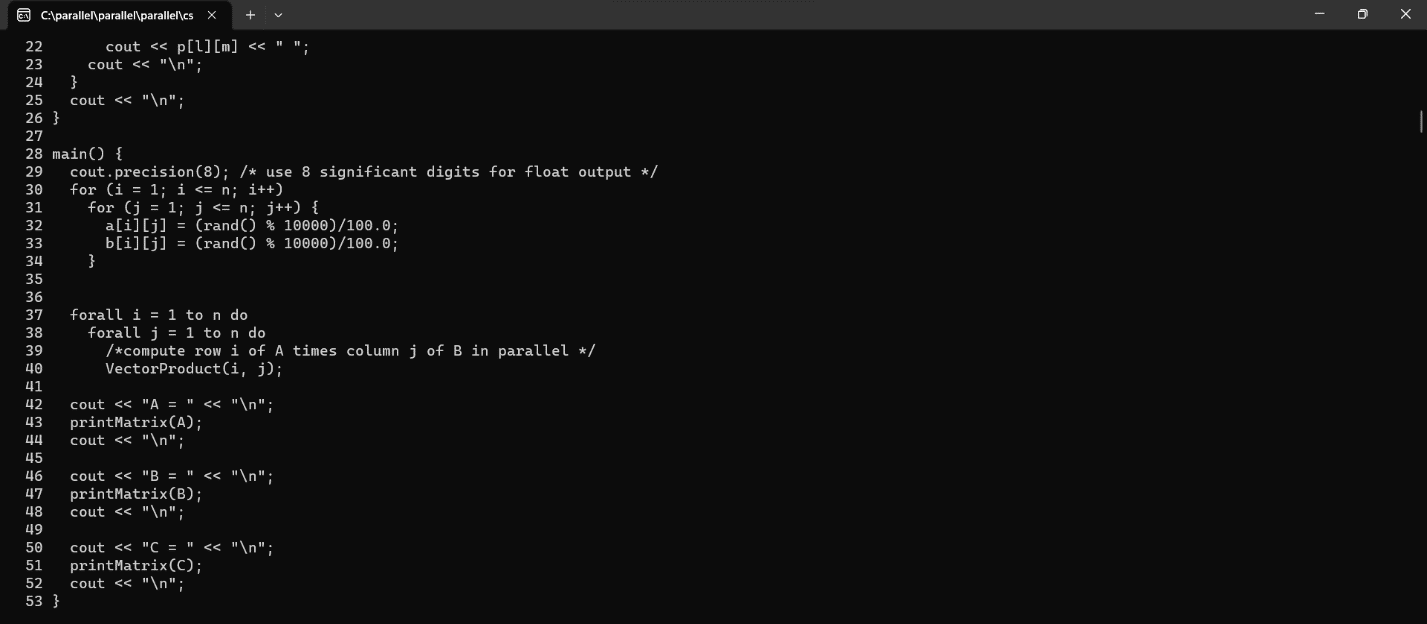 C:\parallel\parallel\parallel\cs
22       cout << p[l][m] << " ";
23     cout << "\n";
24   }
25   cout << "\n";
26 }
27
28 main() {
29   cout.precision(8); /* use 8 significant digits for float output */
30   for (i = 1; i <= n; i++)
31     for (j = 1; j <= n; j++) {
32       a[i][j] = (rand() % 10000)/100.0;
33       b[i][j] = (rand() % 10000)/100.0;
34     }
35
36
37   forall i = 1 to n do
38     forall j = 1 to n do
39       /*compute row i of A times column j of B in parallel */
40       VectorProduct(i, j);
41
42   cout << "A = " << "\n";
43   printMatrix(A);
44   cout << "\n";
45
46   cout << "B = " << "\n";
47   printMatrix(B);
48   cout << "\n";
49
50   cout << "C = " << "\n";
51   printMatrix(C);
52   cout << "\n";
53 }